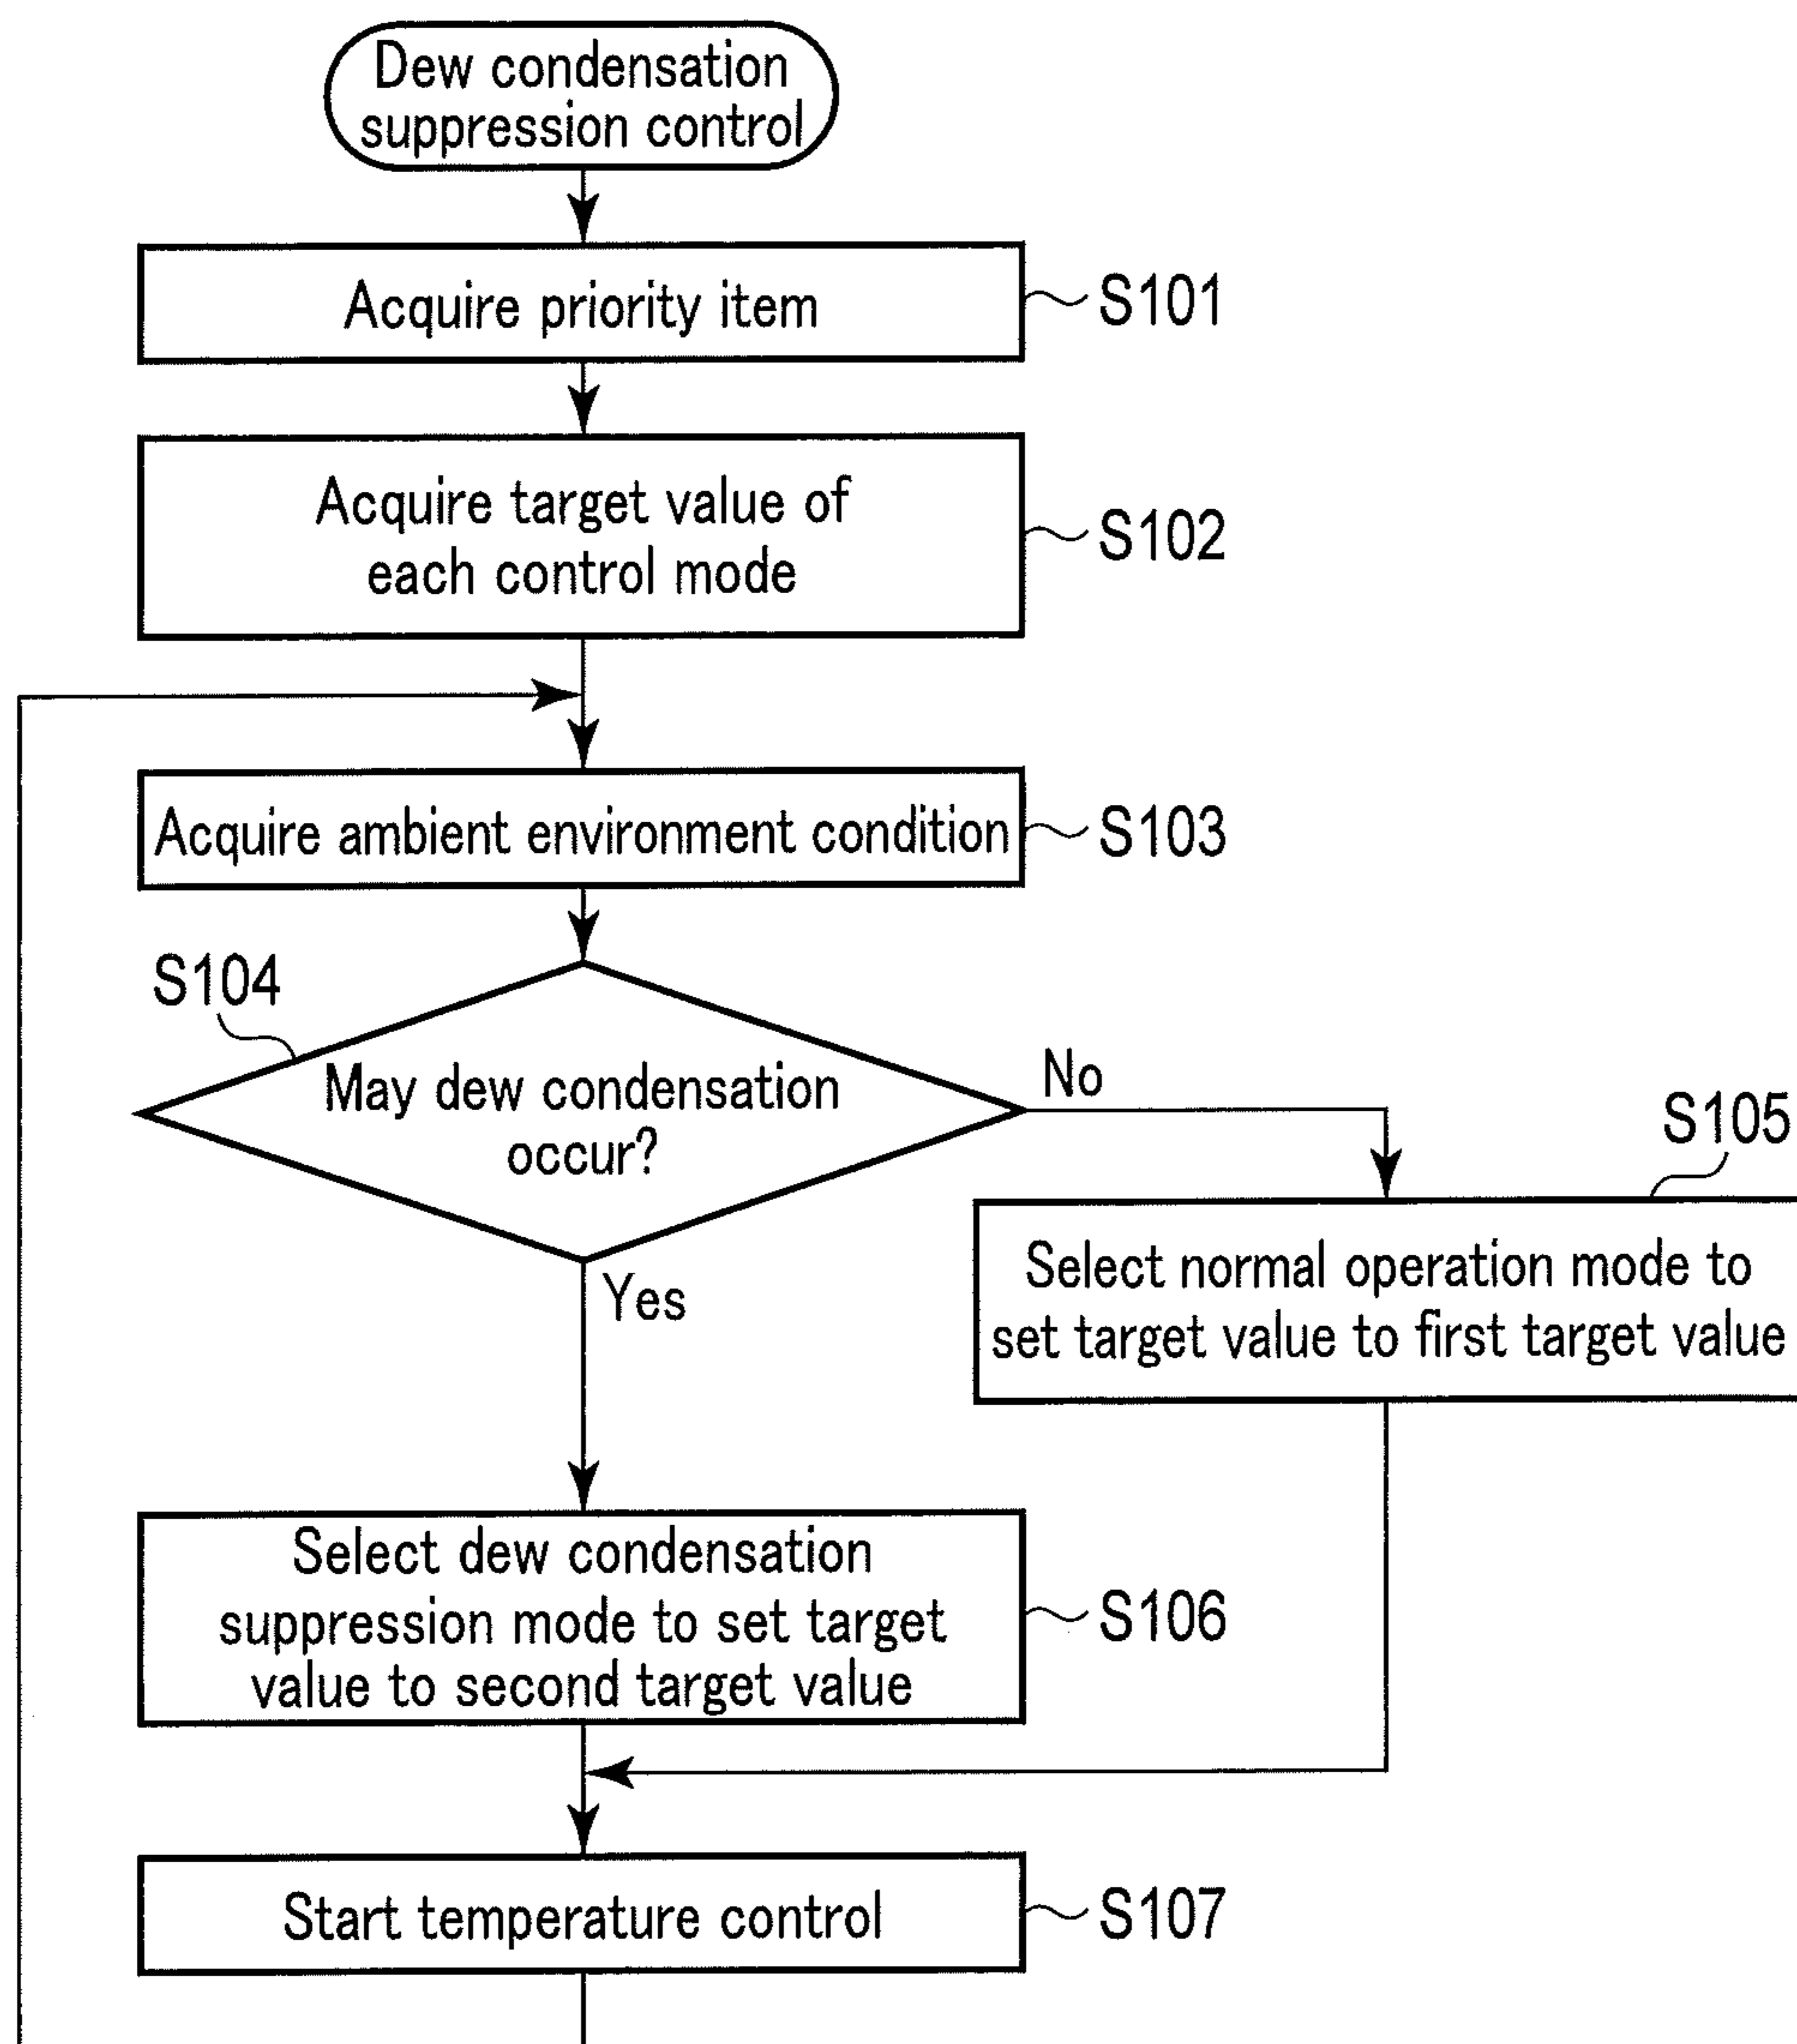 Dew condensation
suppression control
Acquire priority item
S101
Acquire target value of
each control mode
S102
Acquire ambient environment condition
S103
S104
May dew condensation
occur?
No
Yes
S105
Select normal operation mode to
set target value to first target value
Select dew condensation
suppression mode to set target
value to second target value
S106
Start temperature control
S107